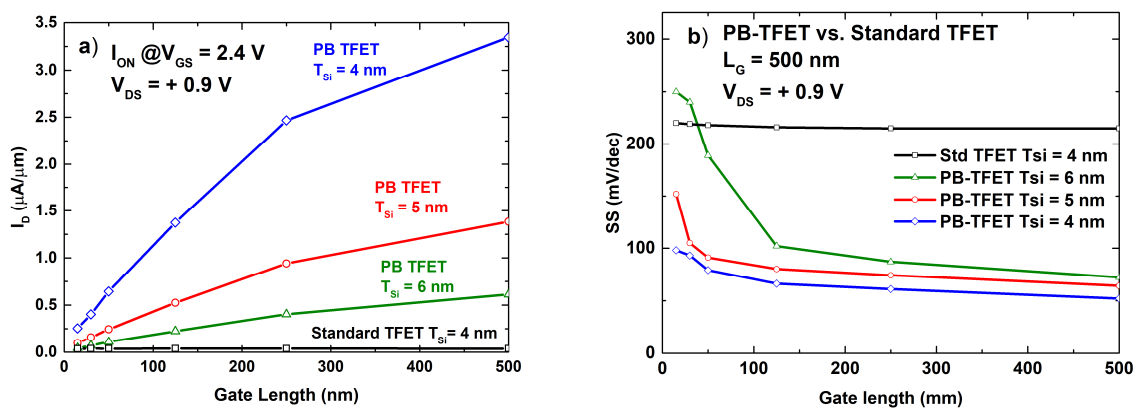 a)
I_ON @V_GS = 2.4 V
V_DS = + 0.9 V
PB TFET
T_Si = 4 nm
PB TFET
T_Si = 5 nm
PB TFET
T_Si = 6 nm
Standard TFET T_Si = 4 nm
3.5
3.0
2.5
2.0
1.5
1.0
0.5
0.0
I_D (µA/µm)
0 100 200 300 400 500
Gate Length (nm)
b)
PB-TFET vs. Standard TFET
L_G = 500 nm
V_DS = + 0.9 V
Std TFET Tsi = 4 nm
PB-TFET Tsi = 6 nm
PB-TFET Tsi = 5 nm
PB-TFET Tsi = 4 nm
300
200
100
0
SS (mV/dec)
0 100 200 300 400 500
Gate length (mm)